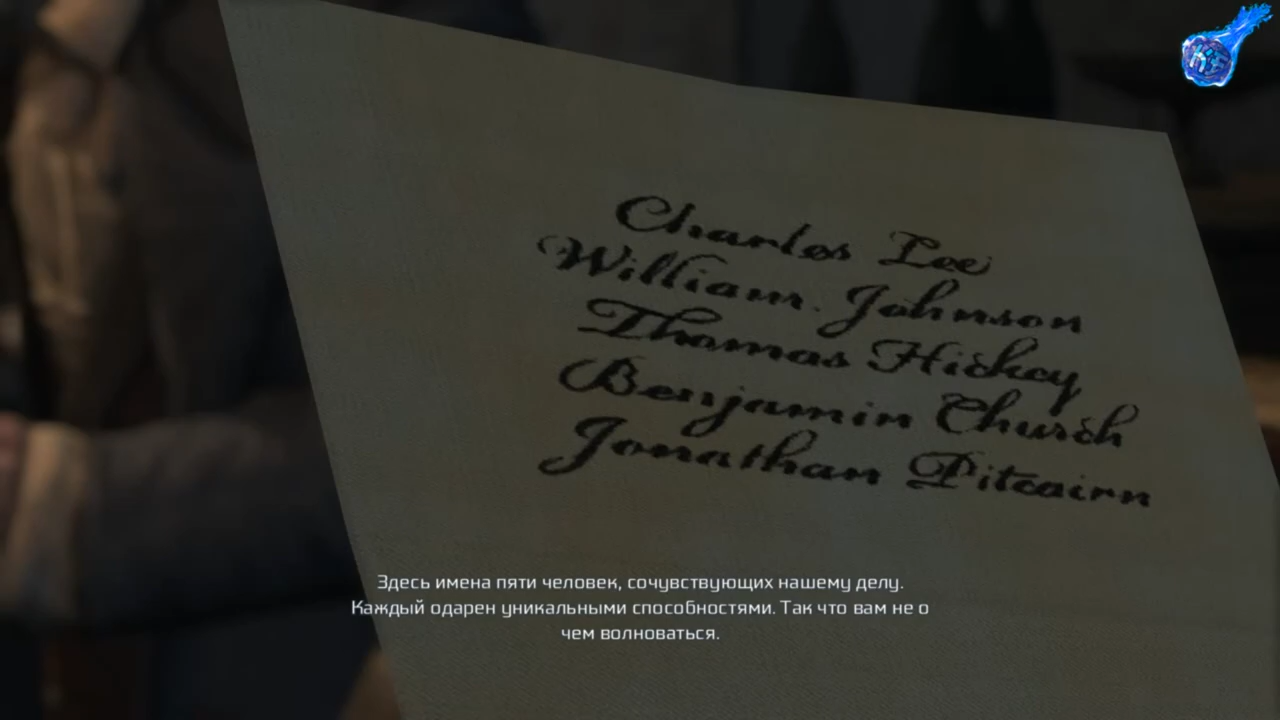 Charles Lee
William Johnson
Thomas Hickey
Benjamin Church
Jonathan Pitcairn
Здесь имена пяти человек, сочувствующих нашему делу.
Каждый одарен уникальными способностями. Так что вам не о
чем волноваться.